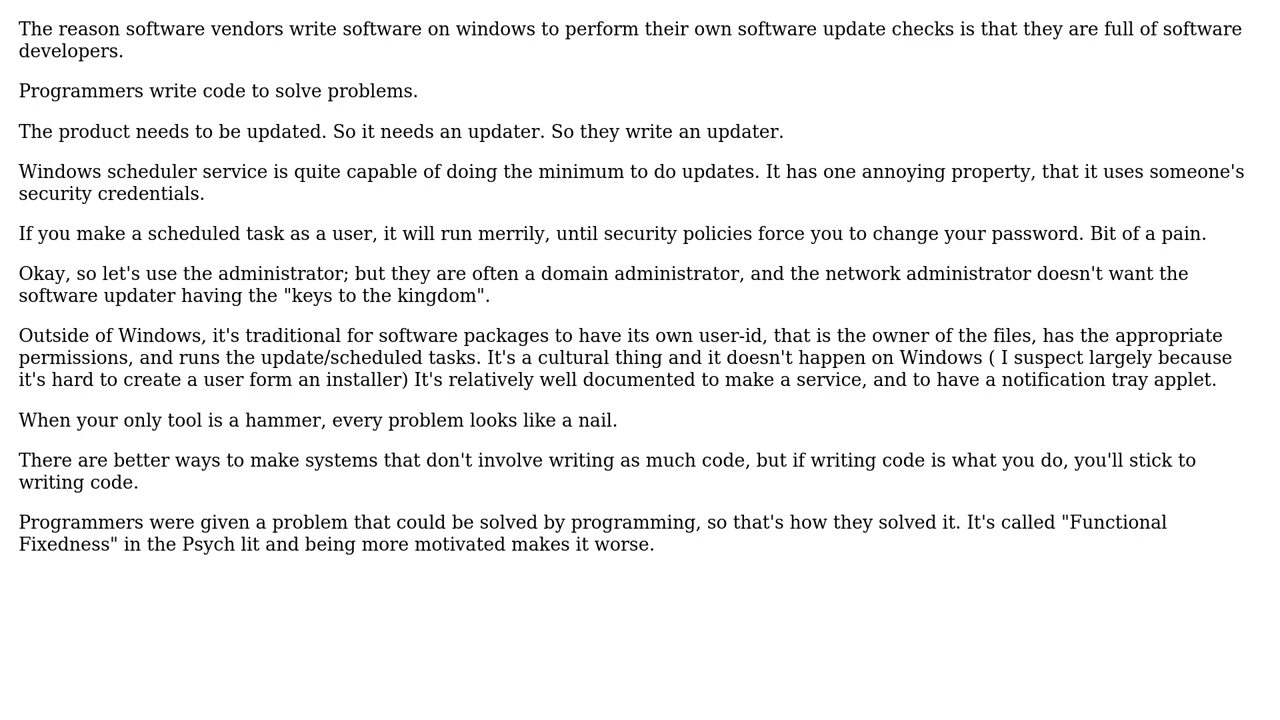 The reason software vendors write software on windows to perform their own software update checks is that they are full of software
developers.
Programmers write code to solve problems.
The product needs to be updated. So it needs an updater. So they write an updater.
Windows scheduler service is quite capable of doing the minimum to do updates. It has one annoying property, that it uses someone's
security credentials.
If you make a scheduled task as a user, it will run merrily, until security policies force you to change your password. Bit of a pain.
Okay, so let's use the administrator; but they are often a domain administrator, and the network administrator doesn't want the
software updater having the "keys to the kingdom".
Outside of Windows, it's traditional for software packages to have its own user-id, that is the owner of the files, has the appropriate
permissions, and runs the update/scheduled tasks. It's a cultural thing and it doesn't happen on Windows ( I suspect largely because
it's hard to create a user form an installer) It's relatively well documented to make a service, and to have a notification tray applet.
When your only tool is a hammer, every problem looks like a nail.
There are better ways to make systems that don't involve writing as much code, but if writing code is what you do, you'll stick to
writing code.
Programmers were given a problem that could be solved by programming, so that's how they solved it. It's called "Functional
Fixedness" in the Psych lit and being more motivated makes it worse.